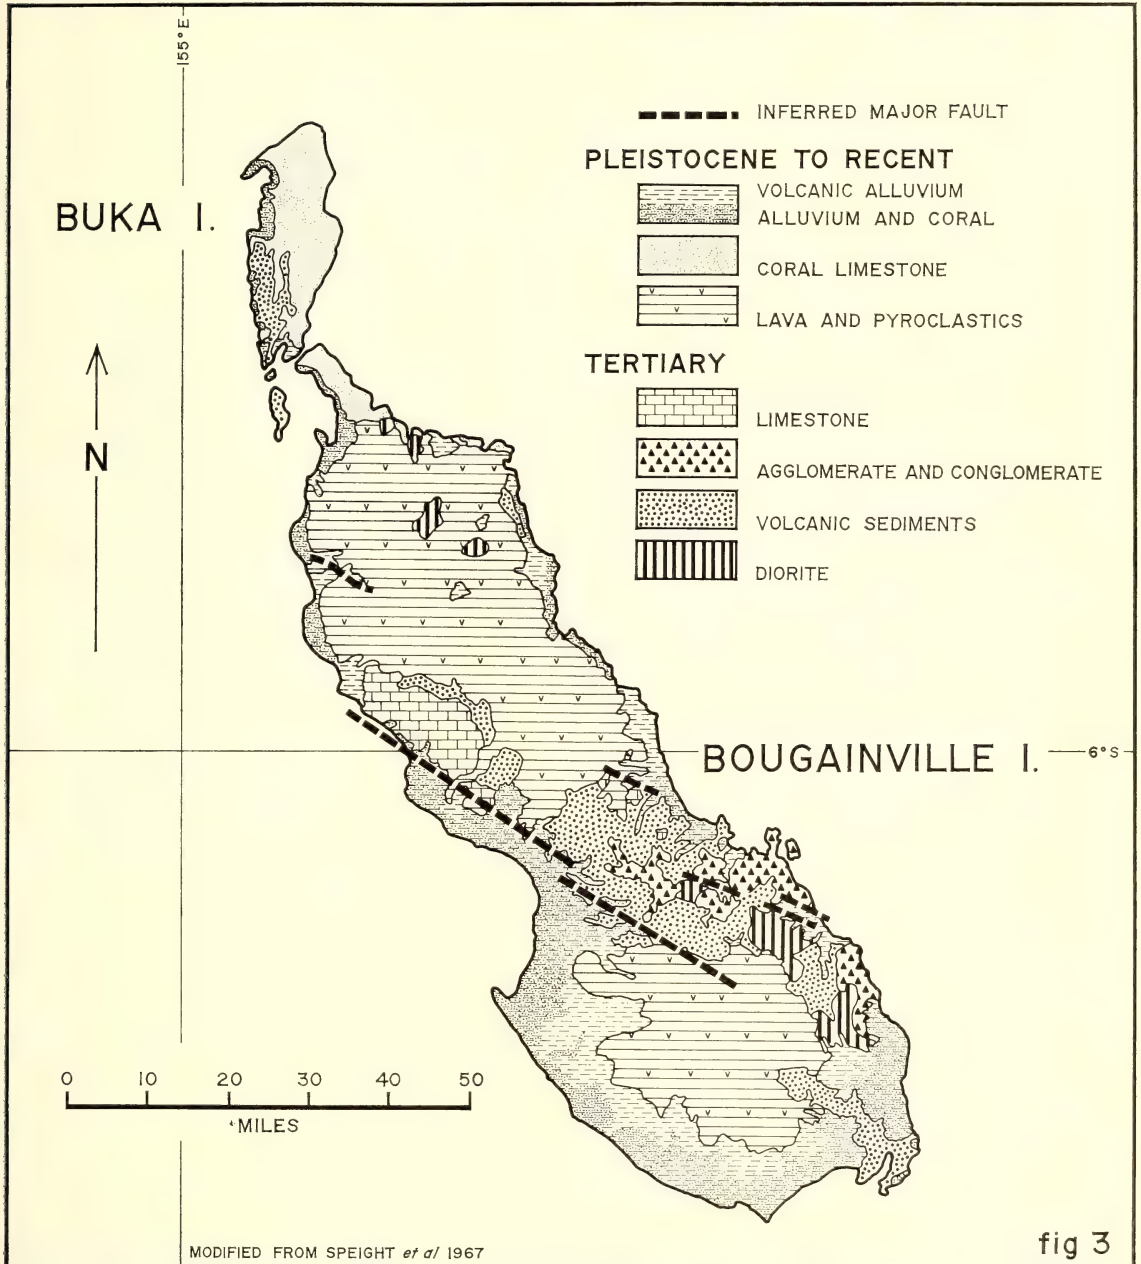 155°E
INFERRED MAJOR FAULT
PLEISTOCENE TO RECENT
VOLCANIC ALLUVIUM
ALLUVIUM AND CORAL
CORAL LIMESTONE
LAVA AND PYROCLASTICS
TERTIARY
LIMESTONE
AGGLOMERATE AND CONGLOMERATE
VOLCANIC SEDIMENTS
DIORITE
BUKA I.
N
BOUGAINVILLE I.
6°S
0 10 20 30 40 50
MILES
MODIFIED FROM SPEIGHT et al 1967
fig 3